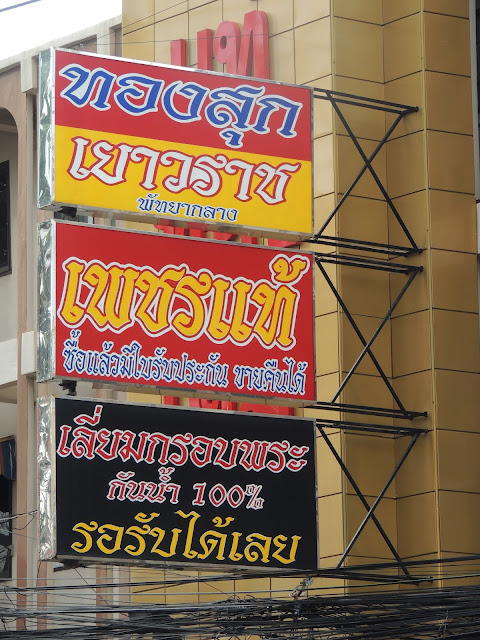 ทองสุก
เยาวราช
พัทยากลาง
เพชรแท้
ซื้อแล้วมีใบรับประกัน ขายคืนได้
เลี่ยมกรอบพระ
กันน้ำ 100%
รอรับได้เลย